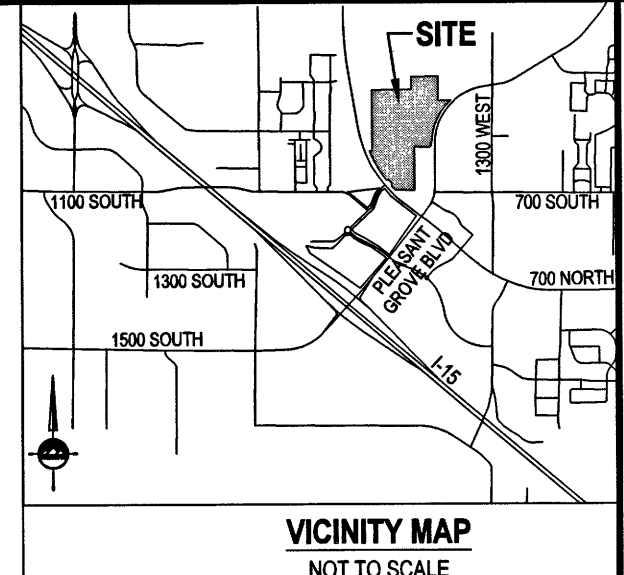 SITE
1300 WEST
1100 SOUTH
700 SOUTH
PLEASANT
GROVE BLVD
1300 SOUTH
700 NORTH
1500 SOUTH
I-15
VICINITY MAP
NOT TO SCALE